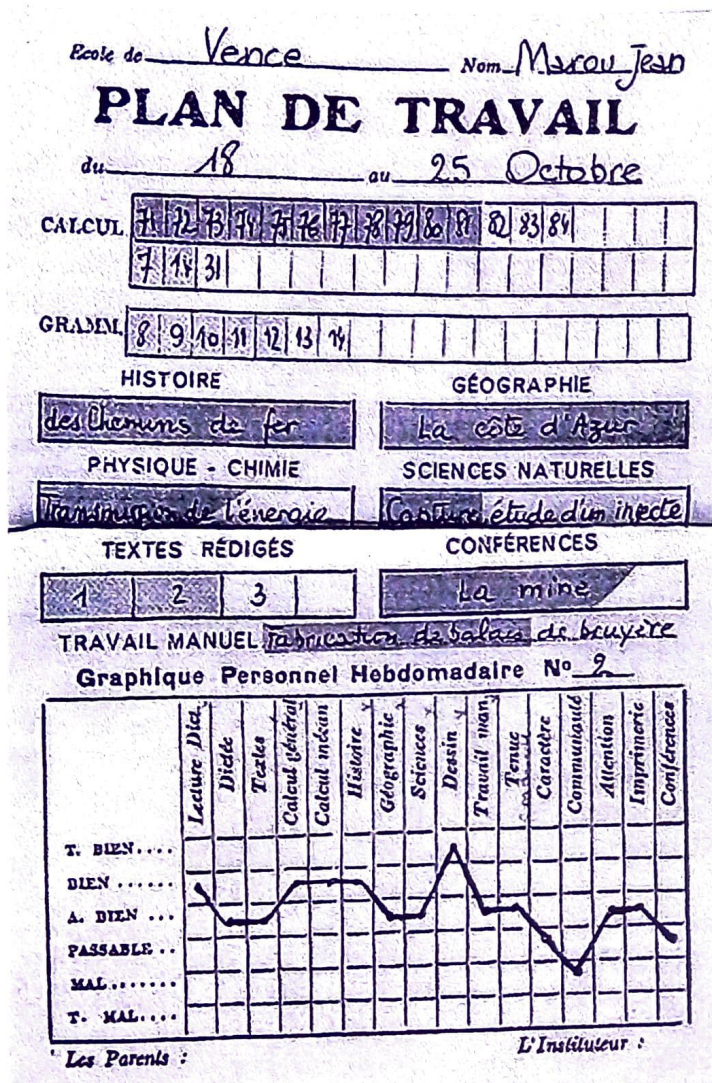 Ecole de Vence Nom Marou Jean
PLAN DE TRAVAIL
du 18 au 25 Octobre
CALCUL 71 72 73 74 75 76 77 78 79 80 81 82 83 84
7 14 31
GRAMM. 8 9 10 11 12 13 14
HISTOIRE GÉOGRAPHIE
des Chemins de fer La côte d'Azur
PHYSIQUE - CHIMIE SCIENCES NATURELLES
Transmission de l'énergie Capture, étude d'un insecte
TEXTES RÉDIGÉS CONFÉRENCES
1 2 3 La mine
TRAVAIL MANUEL Fabrication de balais de bruyère
Graphique Personnel Hebdomadaire Nº 2
Lecture Dict. Dictée Textes Calcul général Calcul mécan Histoire Géographie Sciences Dessin Travail man. Tenue Caractère Communauté Attention Imprimerie Conférences
T. BIEN....
BIEN ......
A. BIEN ...
PASSABLE..
MAL.......
T. MAL....
Les Parents : L'Instituteur :